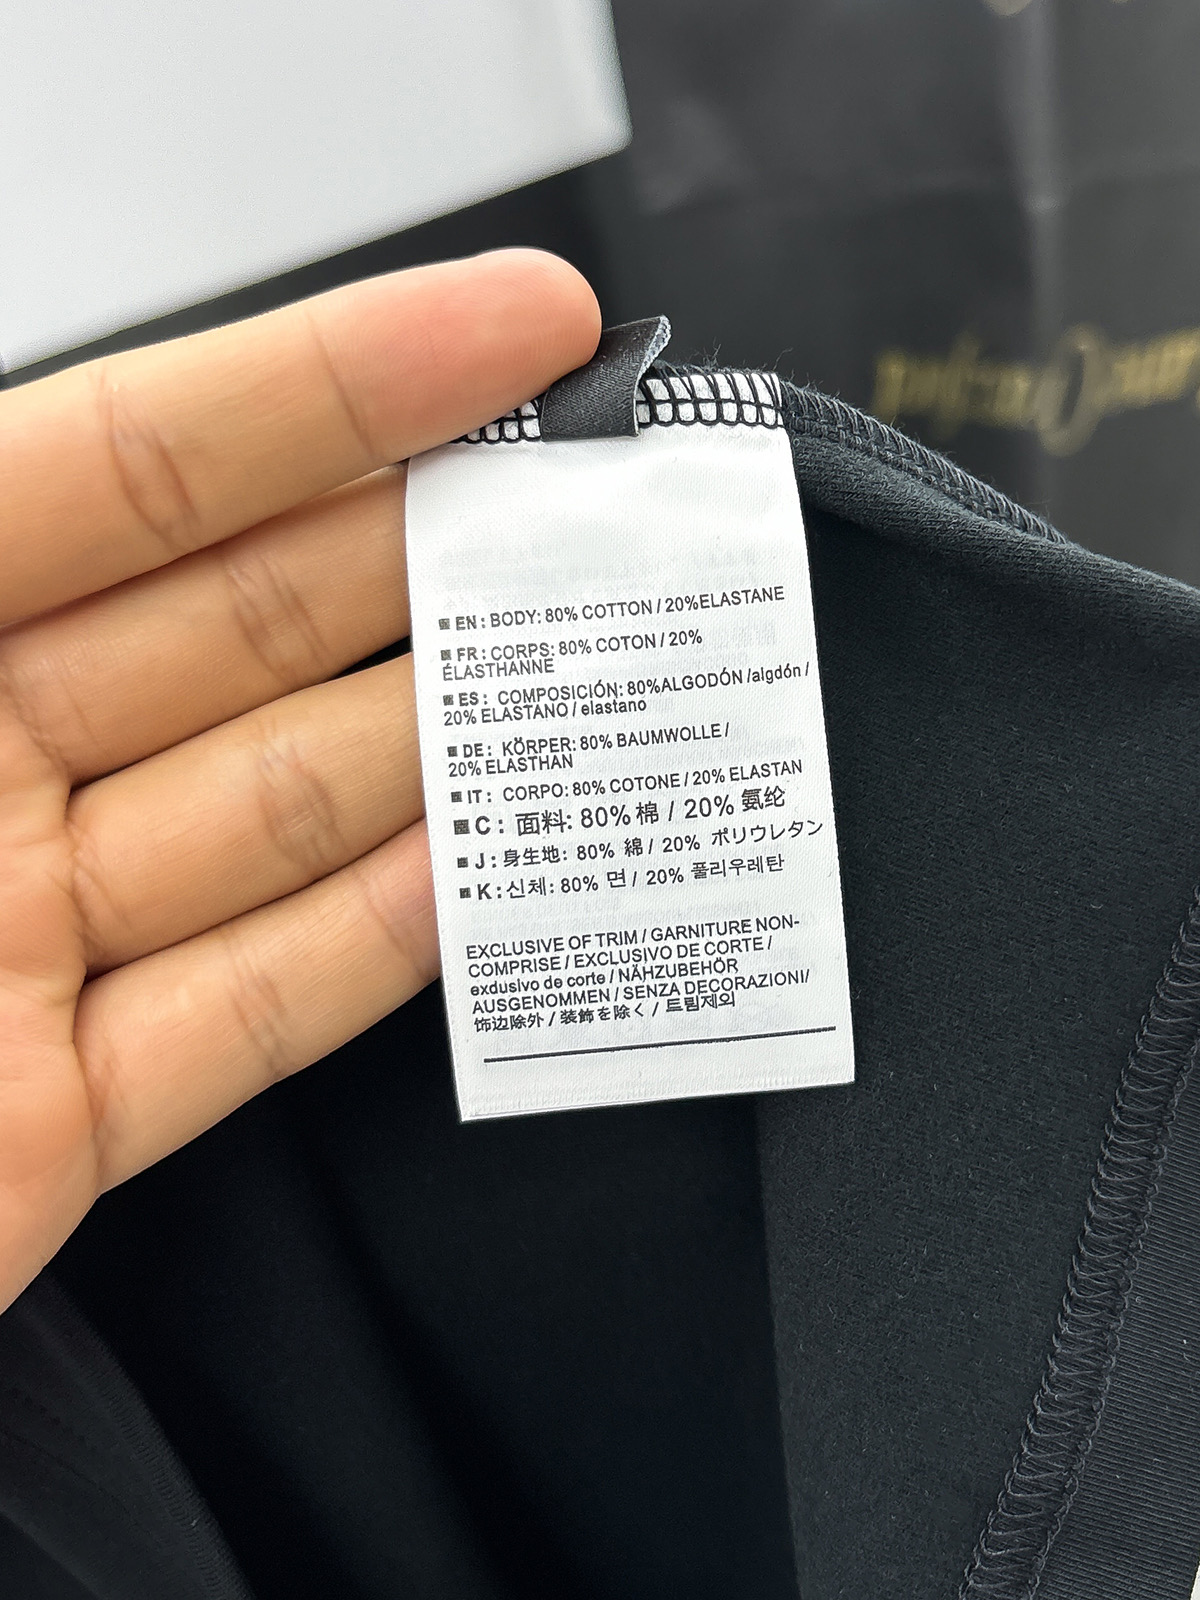 ■ EN: BODY: 80% COTTON / 20%ELASTANE
■ FR: CORPS: 80% COTON / 20%
ÉLASTHANNE
■ ES: COMPOSICIÓN: 80%ALGODÓN /algdón /
20% ELASTANO / elastano
■ DE: KÖRPER: 80% BAUMWOLLE /
20% ELASTHAN
■ IT: CORPO: 80% COTONE / 20% ELASTAN
■ C: 面料: 80% 棉 / 20% 氨纶
■ J: 身生地: 80% 綿 / 20% ポリウレタン
■ K: 신체: 80% 면 / 20% 폴리우레탄
EXCLUSIVE OF TRIM / GARNITURE NON-
COMPRISE / EXCLUSIVO DE CORTE /
exdusivo de corte / NÄHZUBEHÖR
AUSGENOMMEN / SENZA DECORAZIONI/
饰边除外 / 装飾を除く / 트림제외